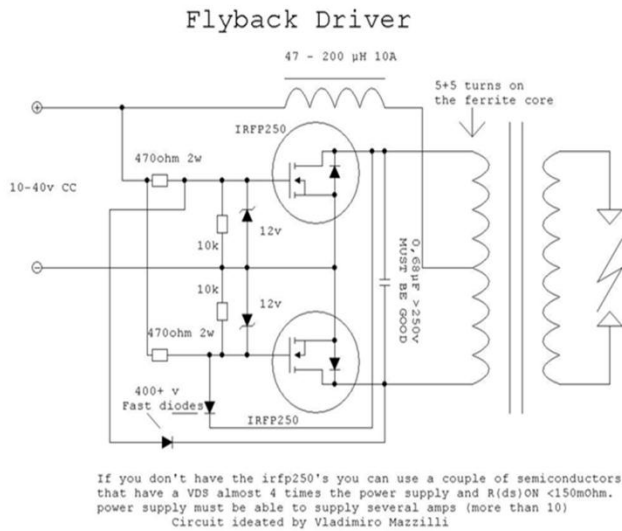 Flyback Driver
47 - 200 µH 10A
5+5 turns on
the ferrite core
IRFP250
470ohm 2w
10-40v CC
12v
10k
0,68µF >250v
MUST BE GOOD
10k
12v
470ohm 2w
400+ v
Fast diodes
IRFP250
If you don't have the irfp250's you can use a couple of semiconductors
that have a VDS almost 4 times the power supply and R(ds)ON <150mOhm.
power supply must be able to supply several amps (more than 10)
Circuit ideated by Vladimiro Mazzilli